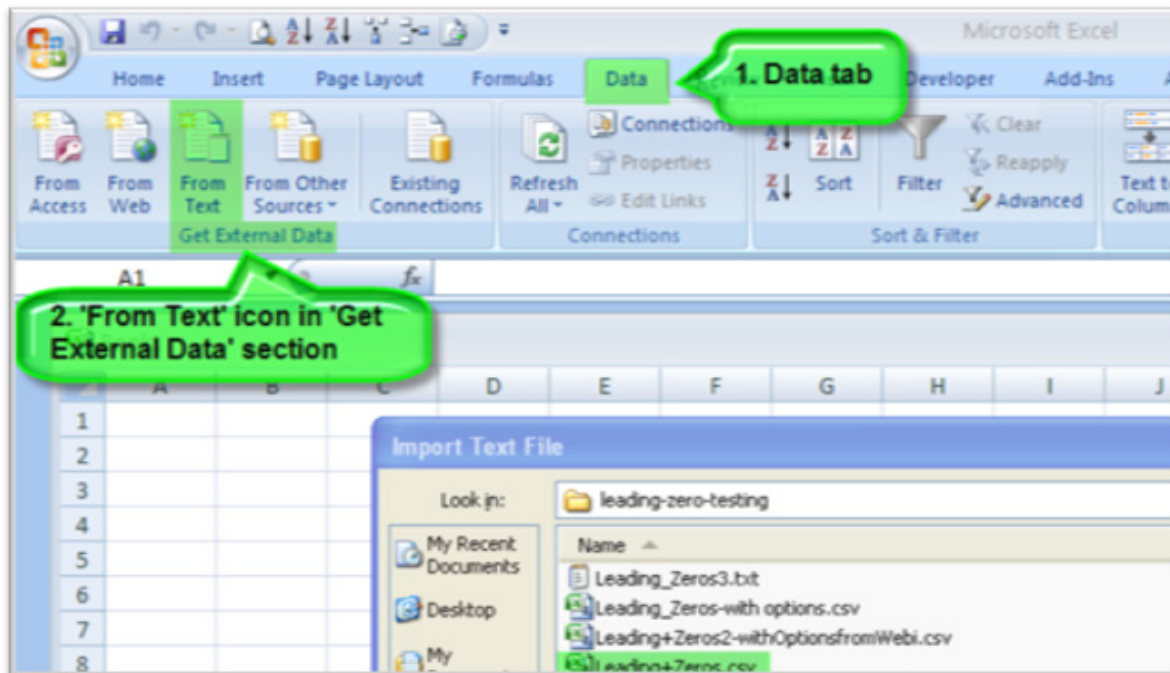 Microsoft Excel
Home Insert Page Layout Formulas Data Developer Add-Ins
1. Data tab
Connections Clear
Properties Reapply
Edit Links Advanced
From Access
From Web
From Text
From Other Sources
Existing Connections
Refresh All
Sort
Filter
Text
Get External Data Connections Sort & Filter
A1 fx
2. 'From Text' icon in 'Get
External Data' section
A B C D E F G H I J
1
2
3
4
5
6
7
8
Import Text File
Look in: leading-zero-testing
My Recent
Documents
Desktop
My
Name
Leading_Zeros3.txt
Leading_Zeros-with options.csv
Leading+Zeros2-withOptionsfromWebi.csv
Leading+Zeros.csv